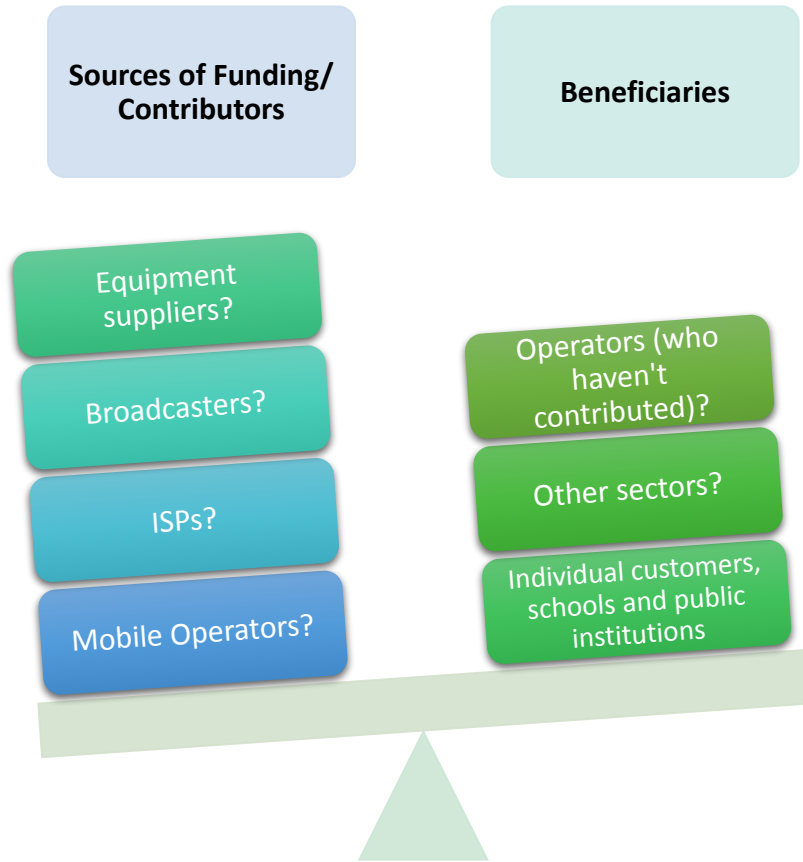 Sources of Funding/
Contributors
Beneficiaries
Equipment
suppliers?
Broadcasters?
ISPs?
Mobile Operators?
Operators (who
haven't
contributed)?
Other sectors?
Individual customers,
schools and public
institutions